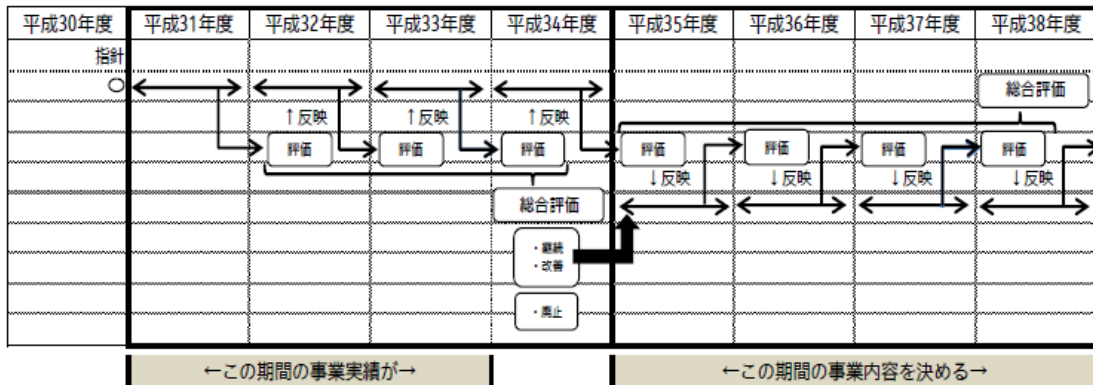 平成30年度 平成31年度 平成32年度 平成33年度 平成34年度 平成35年度 平成36年度 平成37年度 平成38年度
指針
○
総合評価
↑反映 ↑反映 ↑反映
評価 評価 評価 評価 評価 評価 評価
↓反映 ↓反映 ↓反映 ↓反映
総合評価
・継続
・改善
・廃止
←この期間の事業実績が→ ←この期間の事業内容を決める→